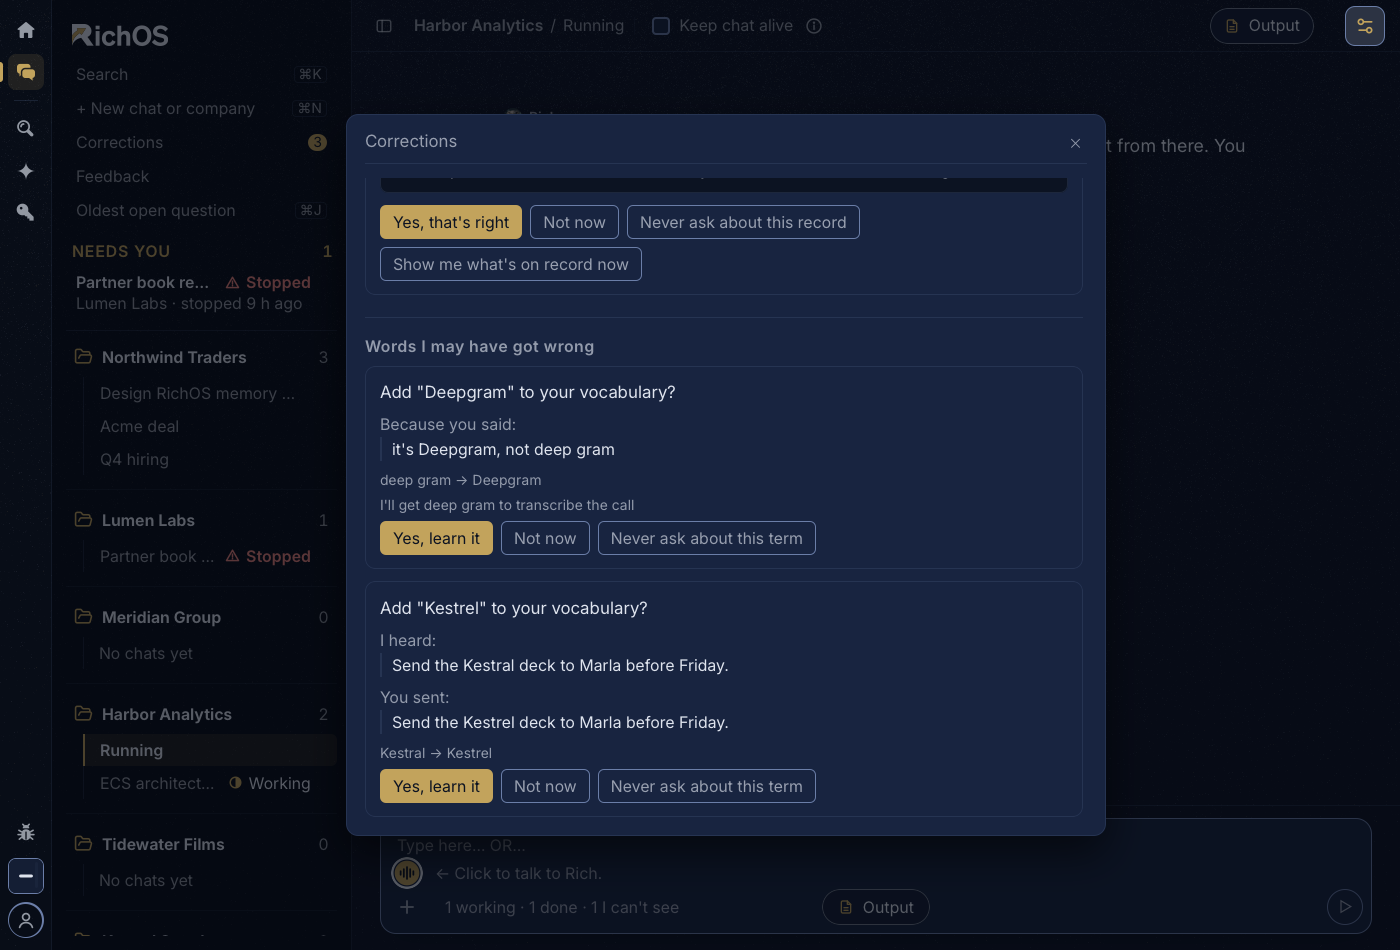 RichOS
Search ⌘K
+ New chat or company ⌘N
Corrections 3
Feedback
Oldest open question ⌘J
NEEDS YOU 1
Partner book re... Stopped
Lumen Labs · stopped 9 h ago
Northwind Traders 3
Design RichOS memory ...
Acme deal
Q4 hiring
Lumen Labs 1
Partner book ... Stopped
Meridian Group 0
No chats yet
Harbor Analytics 2
Running
ECS architect... Working
Tidewater Films 0
No chats yet
Harbor Analytics / Running
Keep chat alive
Output
t from there. You
Corrections
Yes, that's right
Not now
Never ask about this record
Show me what's on record now
Words I may have got wrong
Add "Deepgram" to your vocabulary?
Because you said:
it's Deepgram, not deep gram
deep gram → Deepgram
I'll get deep gram to transcribe the call
Yes, learn it
Not now
Never ask about this term
Add "Kestrel" to your vocabulary?
I heard:
Send the Kestral deck to Marla before Friday.
You sent:
Send the Kestrel deck to Marla before Friday.
Kestral → Kestrel
Yes, learn it
Not now
Never ask about this term
Type here... OR...
← Click to talk to Rich.
1 working · 1 done · 1 I can't see
Output